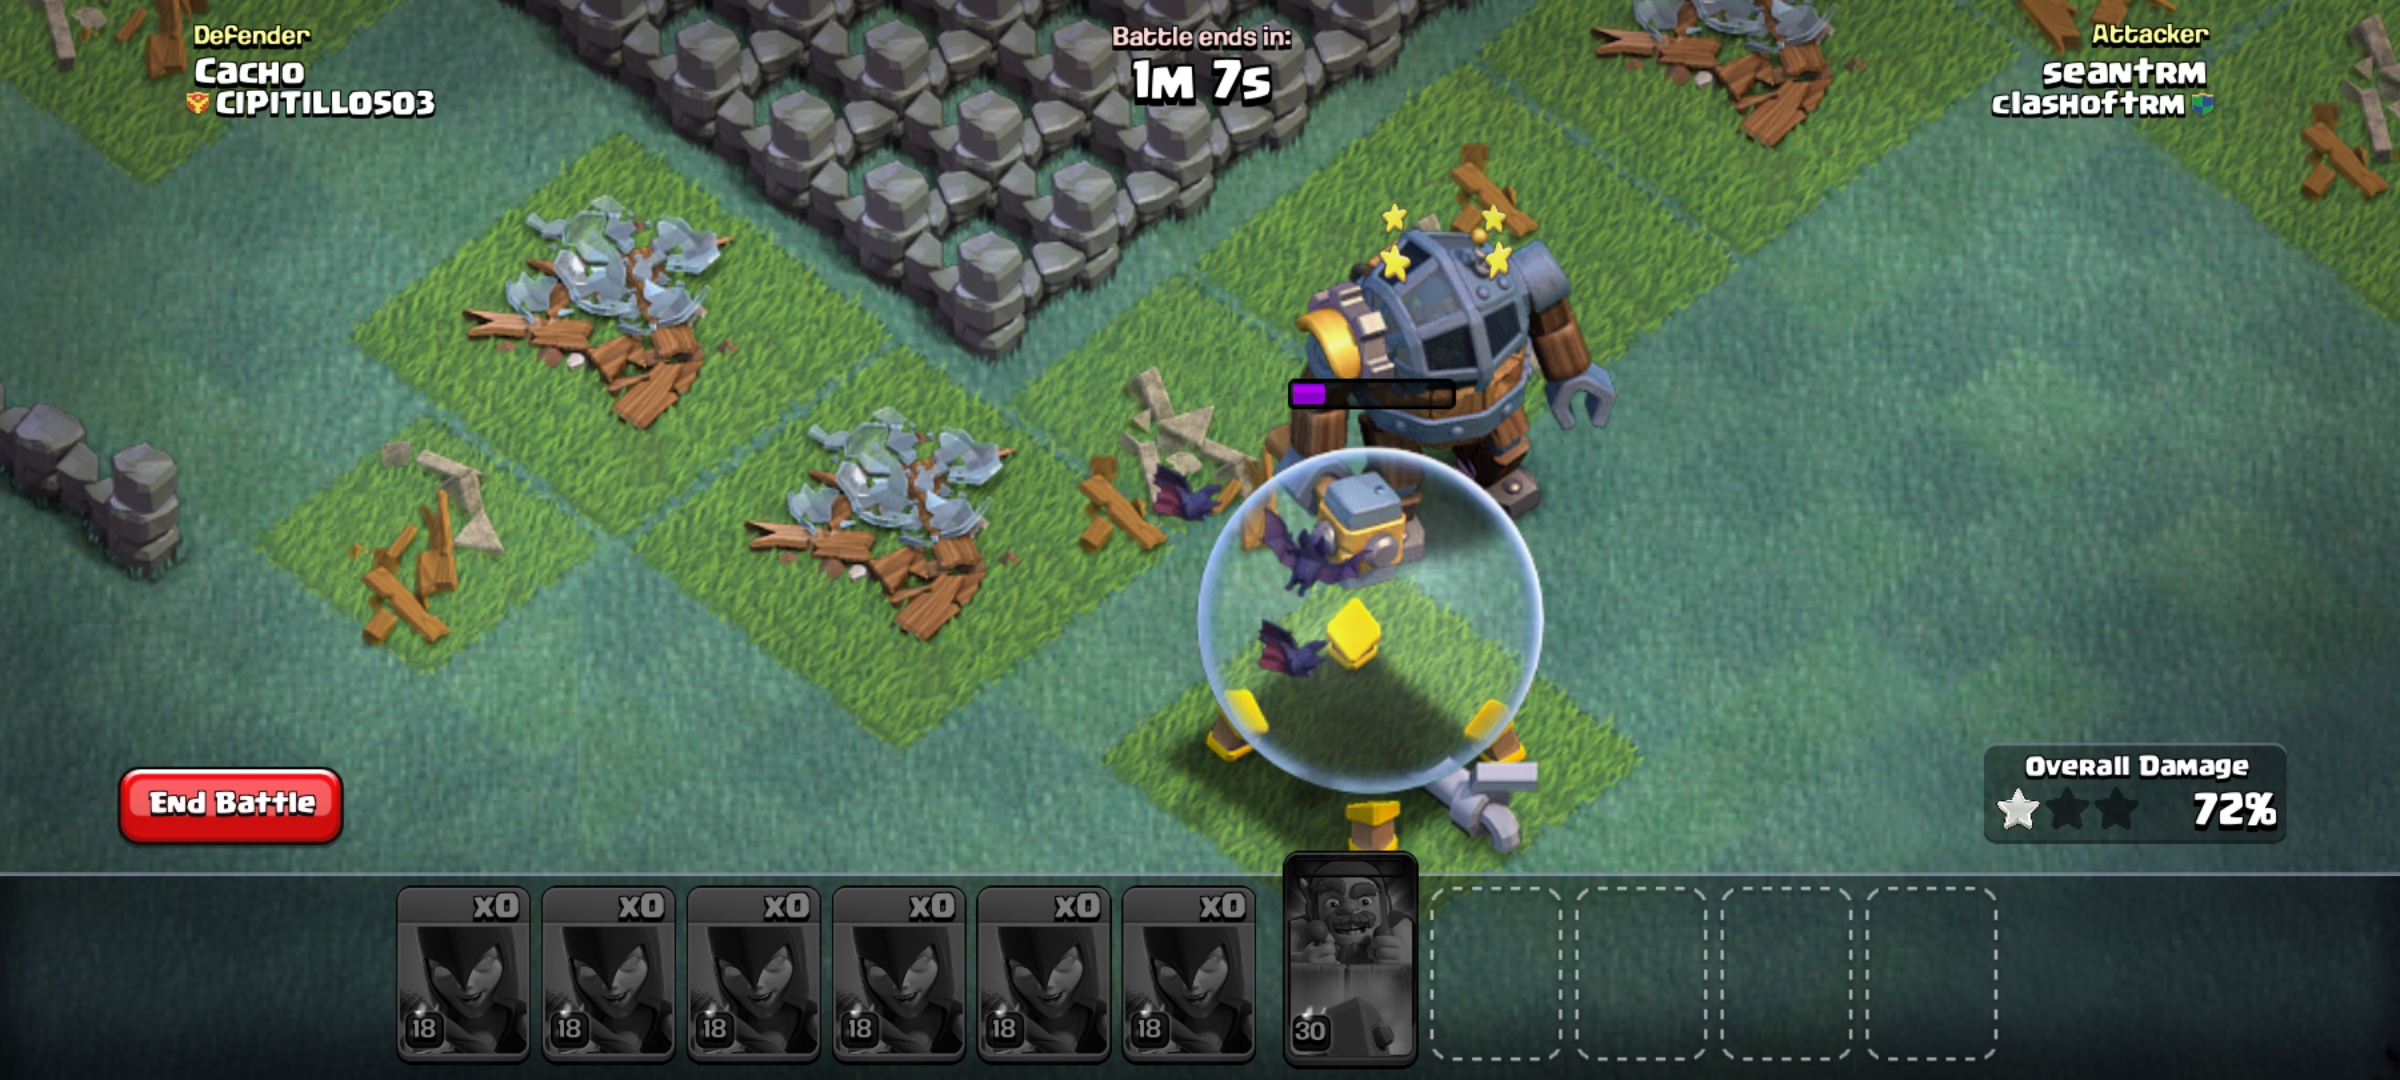 Defender
Cacho
CIPITILLO503
Battle ends in:
1M 7s
Attacker
seantrm
clashoftrm
End Battle
Overall Damage
72%
x0
x0
x0
x0
x0
x0
18
18
18
18
18
18
30